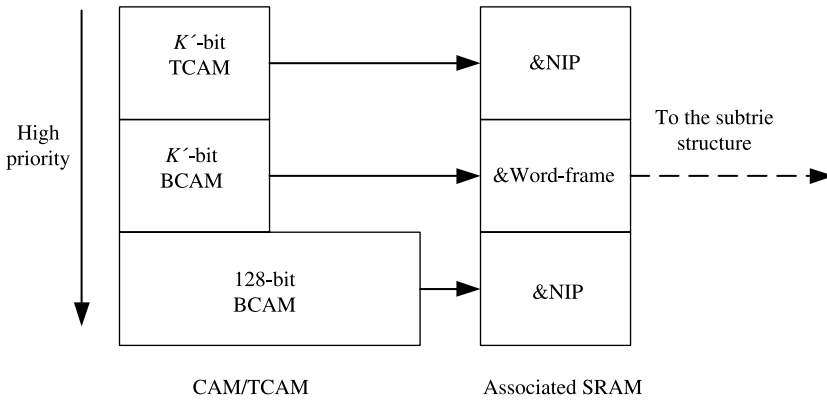 K´-bit
TCAM
&NIP
High
priority
K´-bit
BCAM
&Word-frame
To the subtrie
structure
128-bit
BCAM
&NIP
CAM/TCAM
Associated SRAM